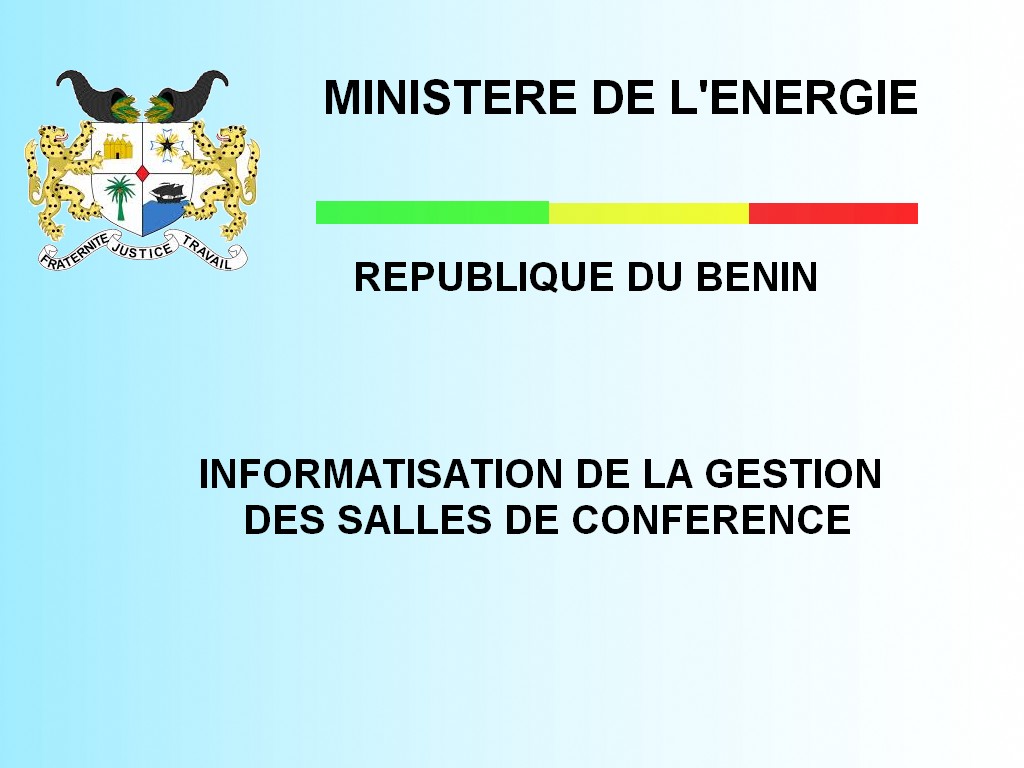 MINISTERE DE L'ENERGIE
FRATERNITE JUSTICE TRAVAIL
REPUBLIQUE DU BENIN
INFORMATISATION DE LA GESTION
DES SALLES DE CONFERENCE